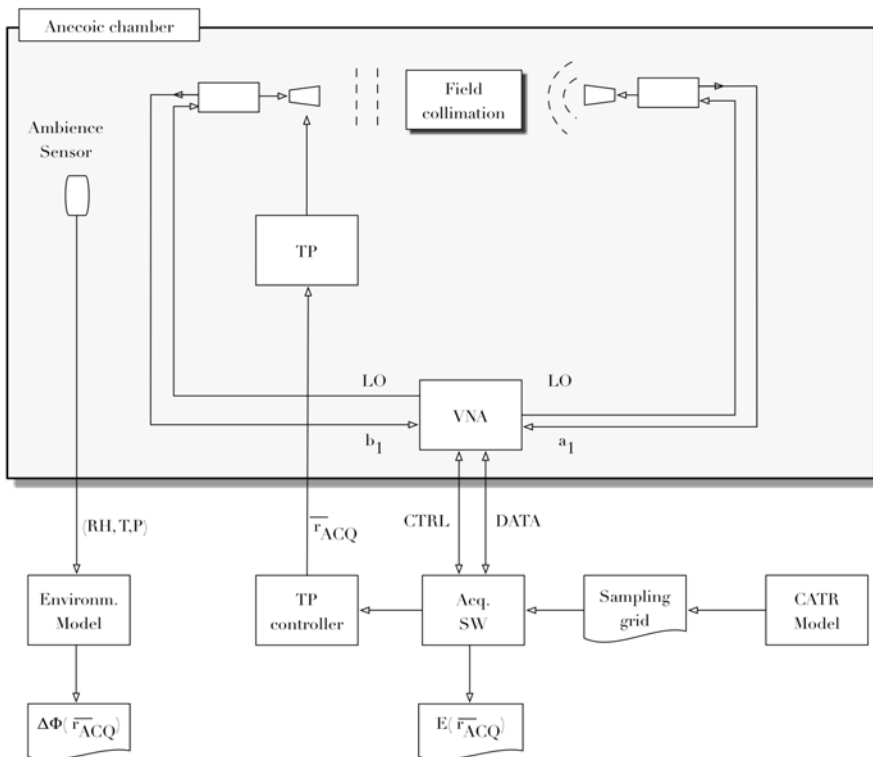 Anecoic chamber
Field
collimation
Ambience
Sensor
TP
LO
LO
VNA
b1
a1
(RH, T,P)
r̅ACQ
CTRL
DATA
Environm.
Model
TP
controller
Acq.
SW
Sampling
grid
CATR
Model
ΔΦ( r̅ACQ)
E( r̅ACQ)